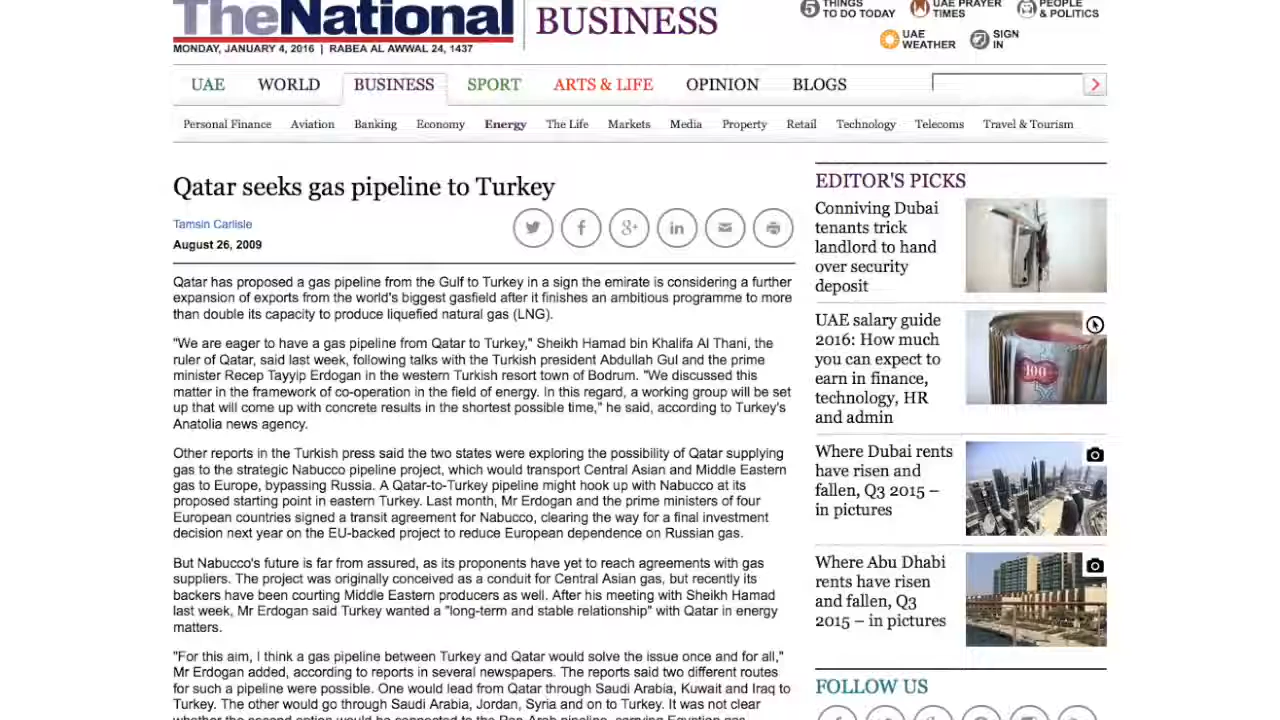 TheNational
BUSINESS
MONDAY, JANUARY 4, 2016 | RABEA AL AWWAL 24, 1437
5 THINGS
TO DO TODAY
UAE PRAYER
TIMES
PEOPLE
& POLITICS
UAE
WEATHER
SIGN
IN
UAE WORLD BUSINESS SPORT ARTS & LIFE OPINION BLOGS
Personal Finance Aviation Banking Economy Energy The Life Markets Media Property Retail Technology Telecoms Travel & Tourism
Qatar seeks gas pipeline to Turkey
Tamsin Carlisle
August 26, 2009
Qatar has proposed a gas pipeline from the Gulf to Turkey in a sign the emirate is considering a further
expansion of exports from the world's biggest gasfield after it finishes an ambitious programme to more
than double its capacity to produce liquefied natural gas (LNG).
"We are eager to have a gas pipeline from Qatar to Turkey," Sheikh Hamad bin Khalifa Al Thani, the
ruler of Qatar, said last week, following talks with the Turkish president Abdullah Gul and the prime
minister Recep Tayyip Erdogan in the western Turkish resort town of Bodrum. "We discussed this
matter in the framework of co-operation in the field of energy. In this regard, a working group will be set
up that will come up with concrete results in the shortest possible time," he said, according to Turkey's
Anatolia news agency.
Other reports in the Turkish press said the two states were exploring the possibility of Qatar supplying
gas to the strategic Nabucco pipeline project, which would transport Central Asian and Middle Eastern
gas to Europe, bypassing Russia. A Qatar-to-Turkey pipeline might hook up with Nabucco at its
proposed starting point in eastern Turkey. Last month, Mr Erdogan and the prime ministers of four
European countries signed a transit agreement for Nabucco, clearing the way for a final investment
decision next year on the EU-backed project to reduce European dependence on Russian gas.
But Nabucco's future is far from assured, as its proponents have yet to reach agreements with gas
suppliers. The project was originally conceived as a conduit for Central Asian gas, but recently its
backers have been courting Middle Eastern producers as well. After his meeting with Sheikh Hamad
last week, Mr Erdogan said Turkey wanted a "long-term and stable relationship" with Qatar in energy
matters.
"For this aim, I think a gas pipeline between Turkey and Qatar would solve the issue once and for all,"
Mr Erdogan added, according to reports in several newspapers. The reports said two different routes
for such a pipeline were possible. One would lead from Qatar through Saudi Arabia, Kuwait and Iraq to
Turkey. The other would go through Saudi Arabia, Jordan, Syria and on to Turkey. It was not clear
whether the second option would be connected to the Pan-Arab pipeline, carrying Egyptian gas
EDITOR'S PICKS
Conniving Dubai
tenants trick
landlord to hand
over security
deposit
UAE salary guide
2016: How much
you can expect to
earn in finance,
technology, HR
and admin
100
Where Dubai rents
have risen and
fallen, Q3 2015 –
in pictures
Where Abu Dhabi
rents have risen
and fallen, Q3
2015 – in pictures
FOLLOW US